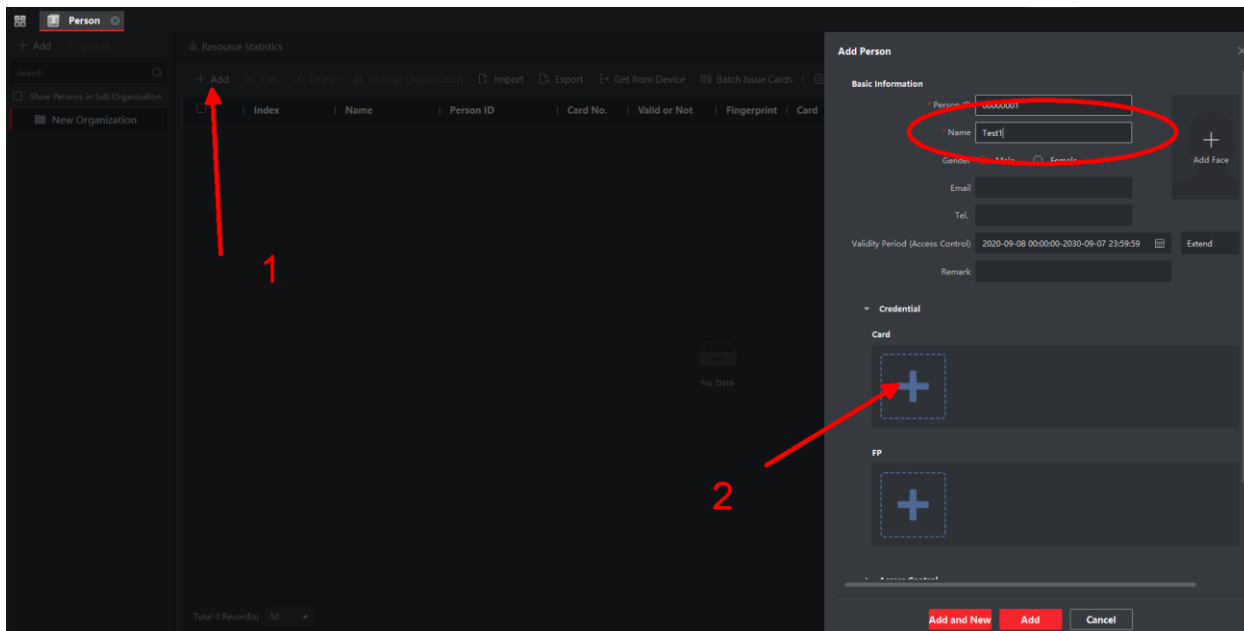 Person
Add Delete
Search
Show Persons in Sub Organization
New Organization
Resource Statistics
Add Edit Delete Change Organization Import Export Get from Device Batch Issue Cards
Index Name Person ID Card No. Valid or Not Fingerprint Card
No Data
Total 0 Record(s) 50
1
2
Add Person
Basic Information
* Person ID 00000001
* Name Test1
Gender Male Female
Add Face
Email
Tel.
Validity Period (Access Control) 2020-09-08 00:00:00-2030-09-07 23:59:59 Extend
Remark
Credential
Card
FP
Access Control
Add and New Add Cancel